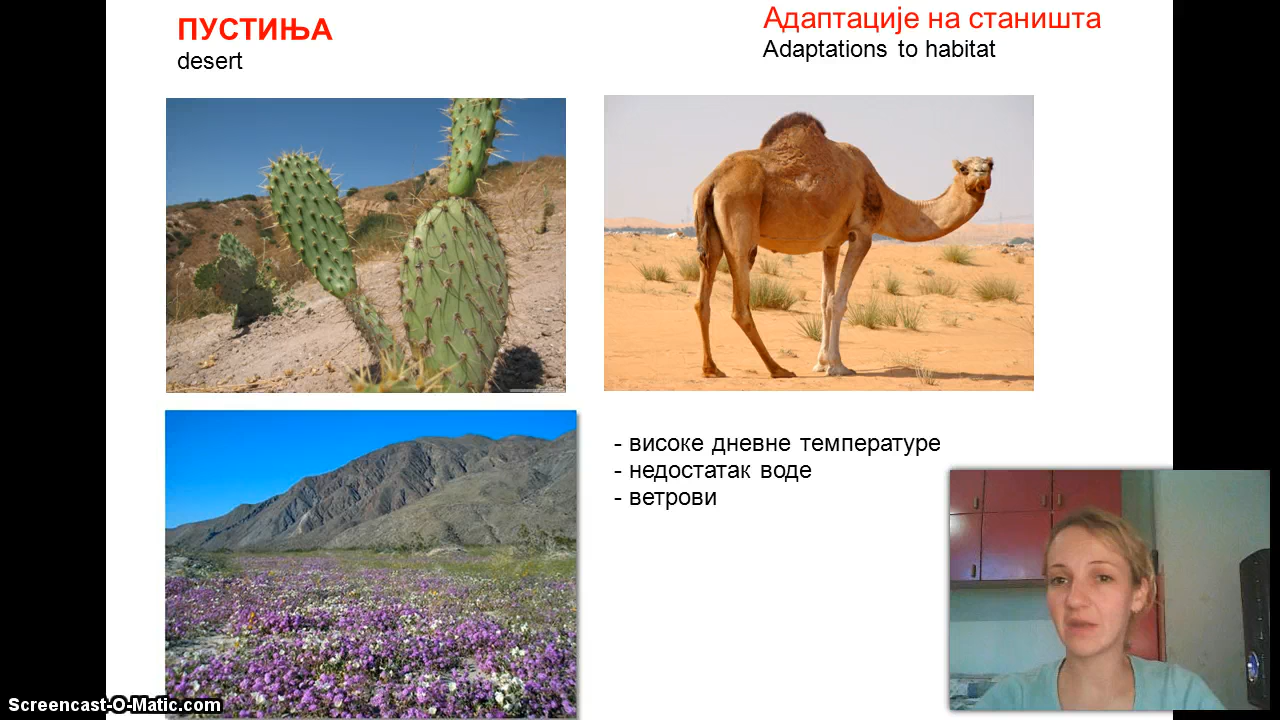 ПУСТИЊА
desert
Адаптације на станишта
Adaptations to habitat
- високе дневне температуре
- недостатак воде
- ветрови
Screencast-O-Matic.com